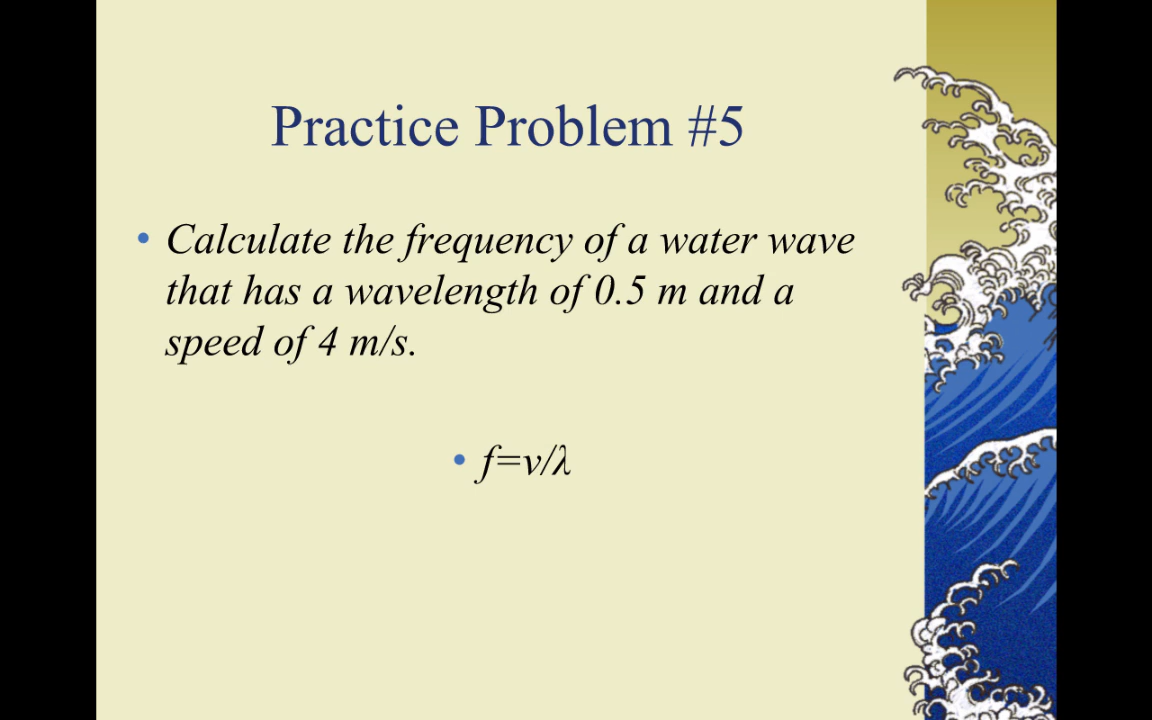 Practice Problem #5
• Calculate the frequency of a water wave
that has a wavelength of 0.5 m and a
speed of 4 m/s.
• f=v/λ